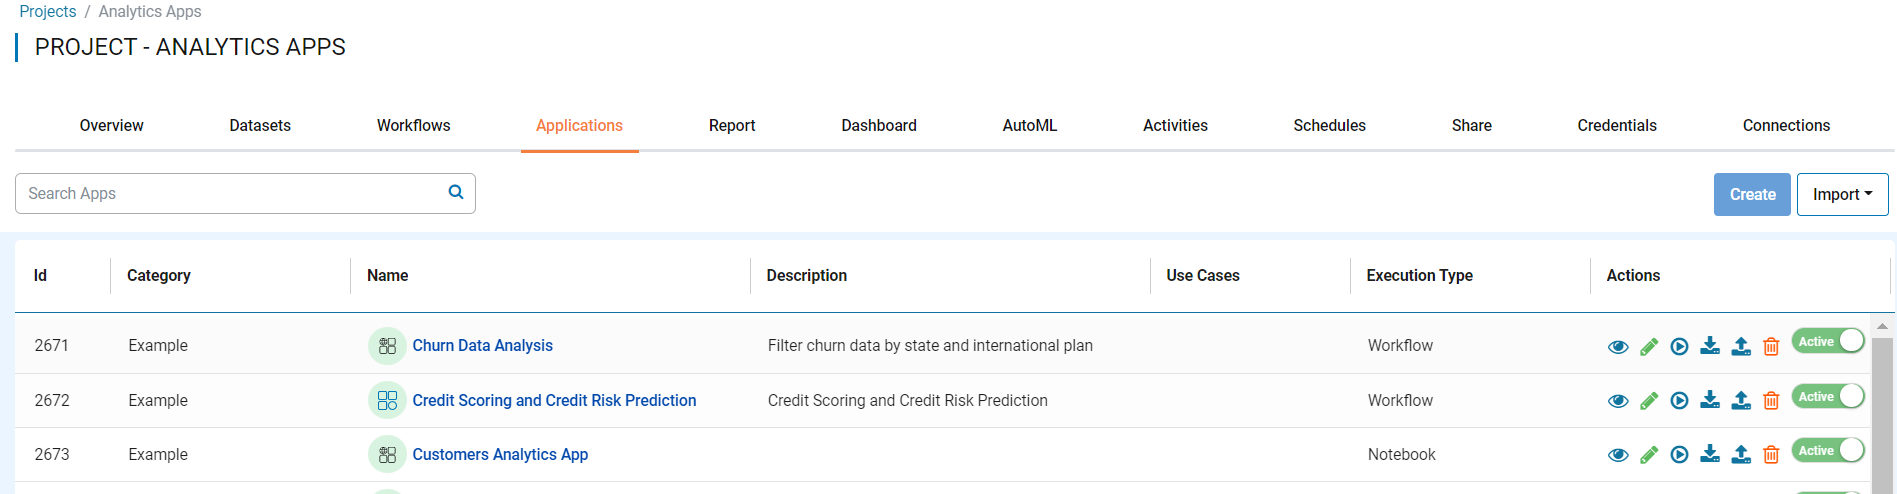 Projects / Analytics Apps
PROJECT - ANALYTICS APPS
Overview Datasets Workflows Applications Report Dashboard AutoML Activities Schedules Share Credentials Connections
Search Apps Create Import
Id Category Name Description Use Cases Execution Type Actions
2671 Example Churn Data Analysis Filter churn data by state and international plan Workflow Active
2672 Example Credit Scoring and Credit Risk Prediction Credit Scoring and Credit Risk Prediction Workflow Active
2673 Example Customers Analytics App Notebook Active